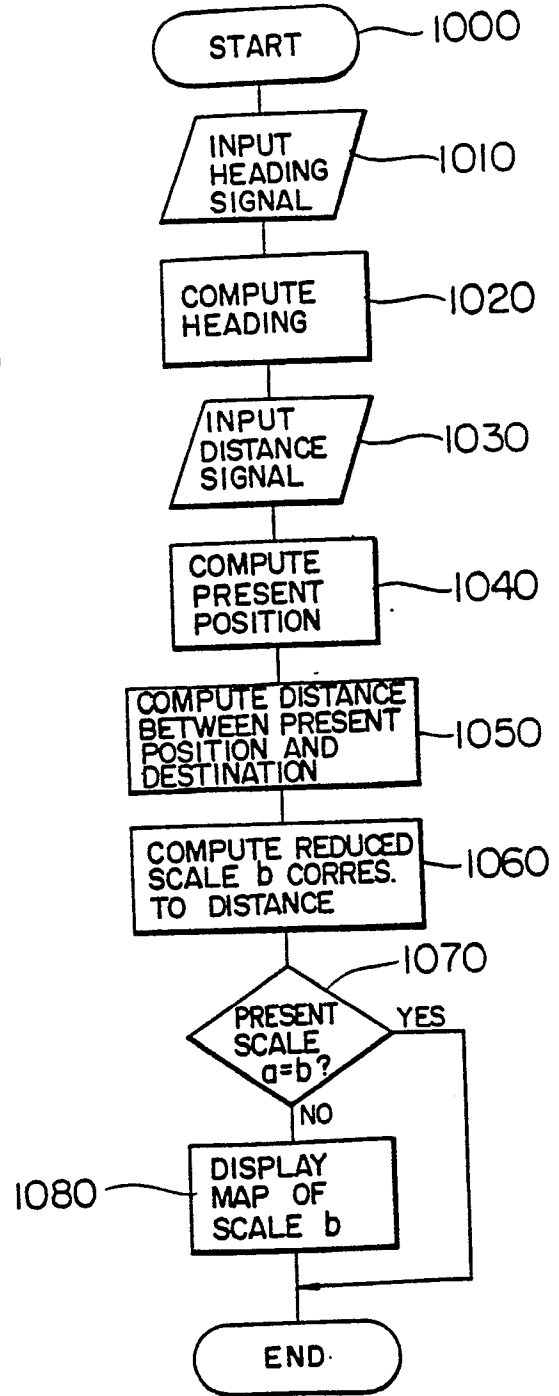 START
1000
INPUT
HEADING
SIGNAL
1010
COMPUTE
HEADING
1020
INPUT
DISTANCE
SIGNAL
1030
COMPUTE
PRESENT
POSITION
1040
COMPUTE DISTANCE
BETWEEN PRESENT
POSITION AND
DESTINATION
1050
COMPUTE REDUCED
SCALE b CORRES.
TO DISTANCE
1060
1070
PRESENT
SCALE
a=b?
YES
NO
DISPLAY
MAP OF
SCALE b
1080
END